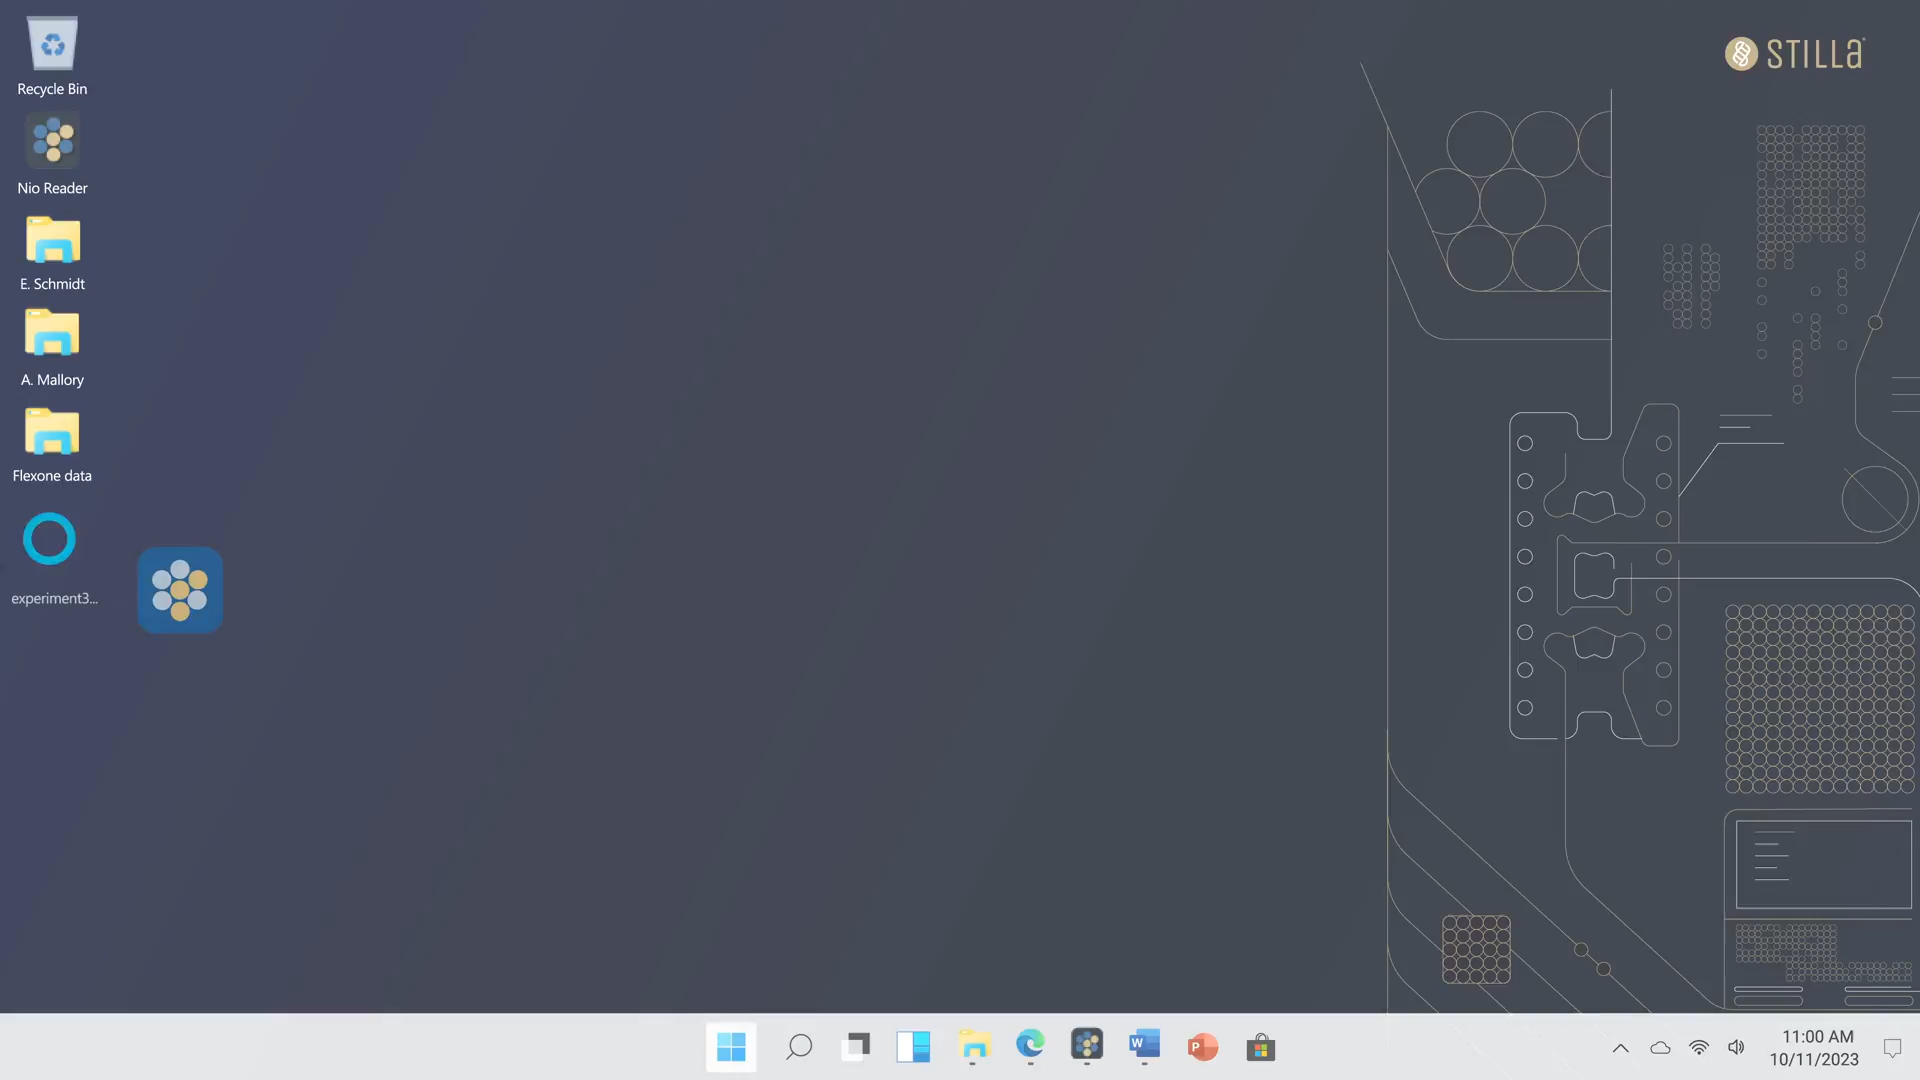 Recycle Bin
Nio Reader
E. Schmidt
A. Mallory
Flexone data
experiment3...
STILLa
W
P
11:00 AM
10/11/2023